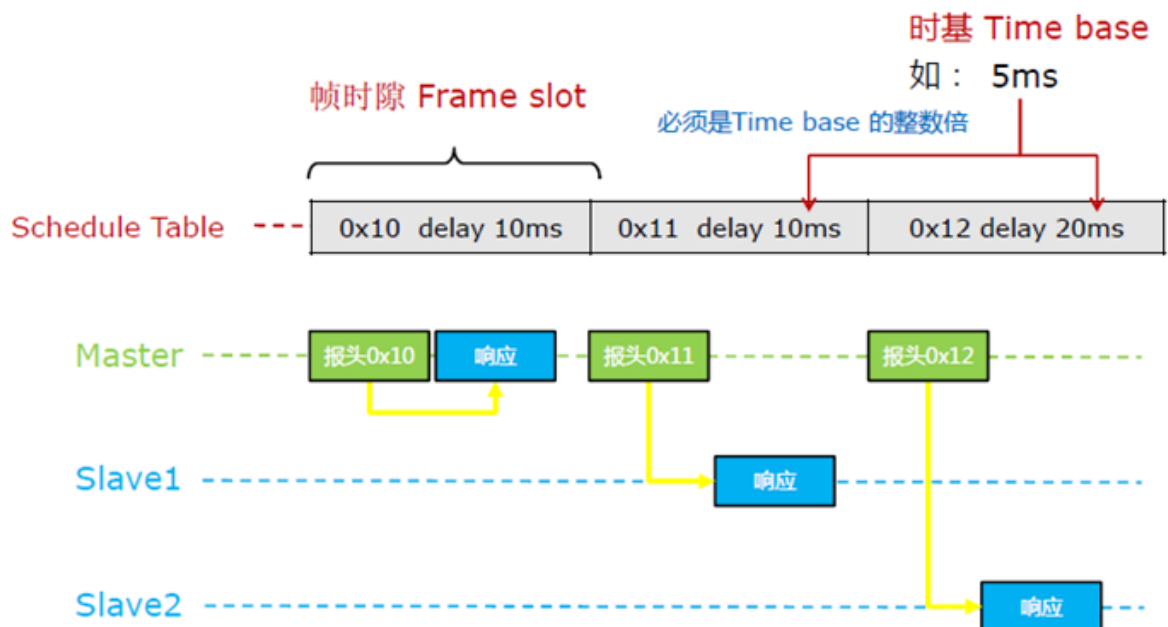 时基 Time base
如： 5ms
帧时隙 Frame slot
必须是Time base 的整数倍
Schedule Table
0x10 delay 10ms
0x11 delay 10ms
0x12 delay 20ms
Master
报头0x10
响应
报头0x11
报头0x12
Slave1
响应
Slave2
响应